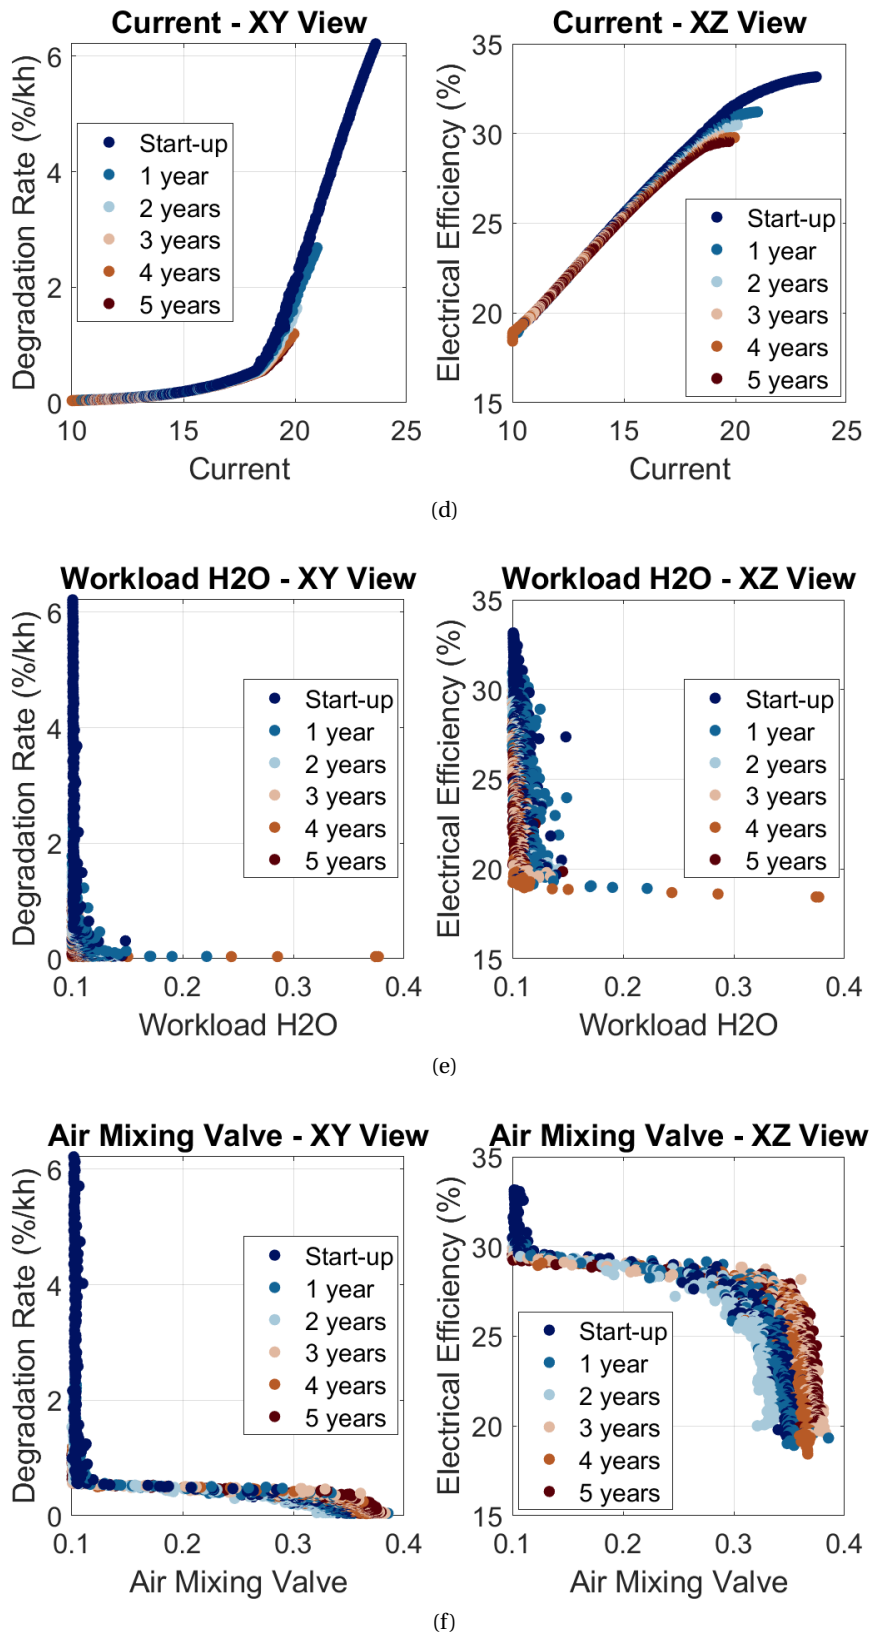 Current - XY View
Degradation Rate (%/kh)
6
4
2
0
Start-up
1 year
2 years
3 years
4 years
5 years
10 15 20 25
Current
Current - XZ View
Electrical Efficiency (%)
35
30
25
20
15
Start-up
1 year
2 years
3 years
4 years
5 years
10 15 20 25
Current
(d)
Workload H2O - XY View
Degradation Rate (%/kh)
6
4
2
0
Start-up
1 year
2 years
3 years
4 years
5 years
0.1 0.2 0.3 0.4
Workload H2O
Workload H2O - XZ View
Electrical Efficiency (%)
35
30
25
20
15
Start-up
1 year
2 years
3 years
4 years
5 years
0.1 0.2 0.3 0.4
Workload H2O
(e)
Air Mixing Valve - XY View
Degradation Rate (%/kh)
6
4
2
0
Start-up
1 year
2 years
3 years
4 years
5 years
0.1 0.2 0.3 0.4
Air Mixing Valve
Air Mixing Valve - XZ View
Electrical Efficiency (%)
35
30
25
20
15
Start-up
1 year
2 years
3 years
4 years
5 years
0.1 0.2 0.3 0.4
Air Mixing Valve
(f)